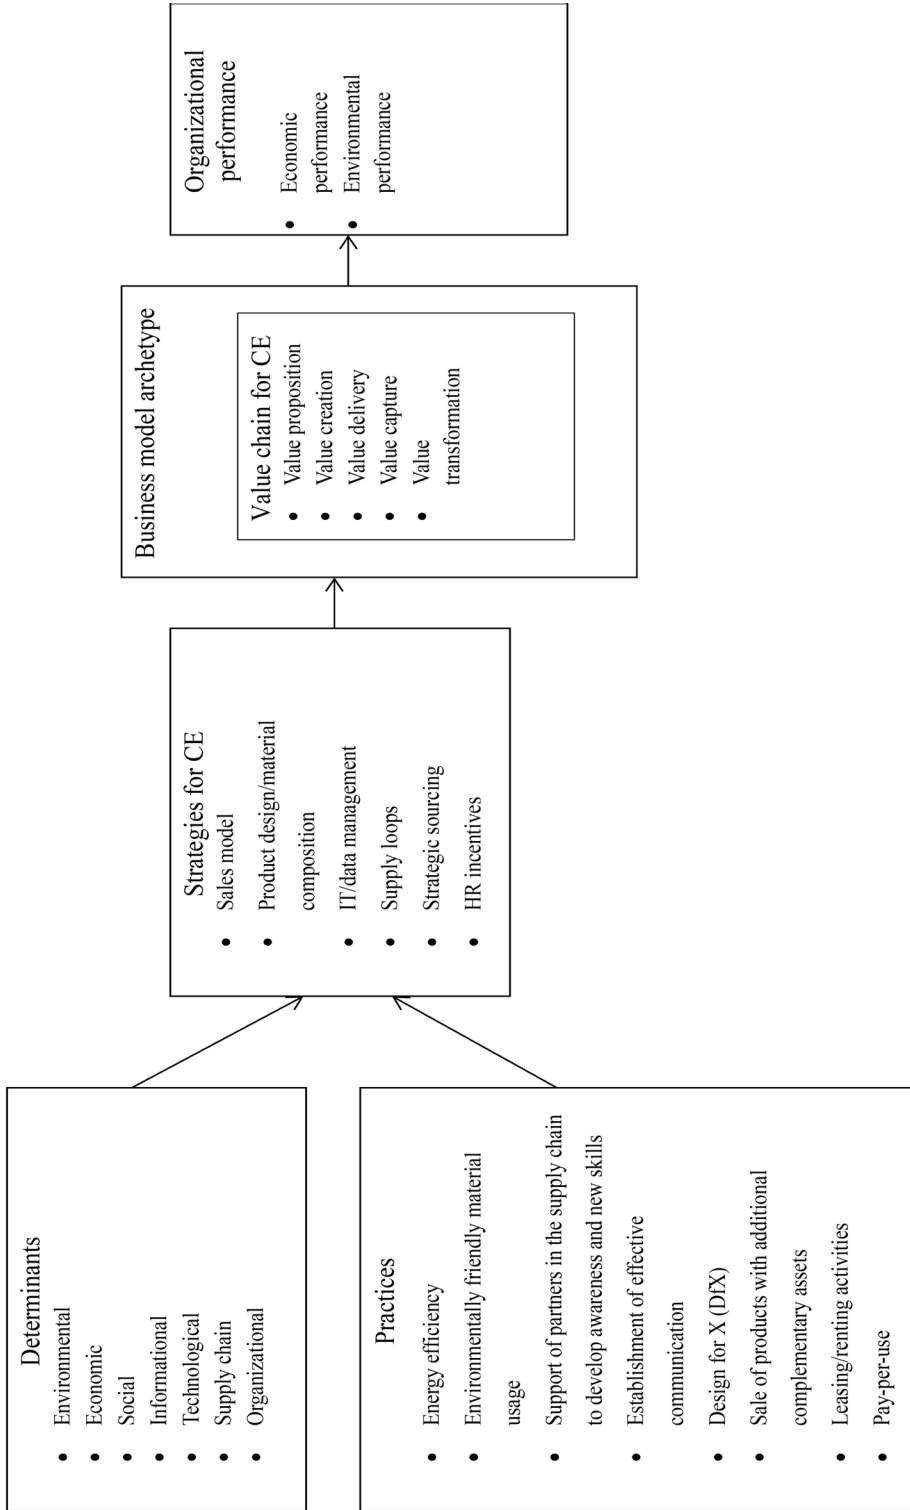 Determinants
• Environmental
• Economic
• Social
• Informational
• Technological
• Supply chain
• Organizational
Practices
• Energy efficiency
• Environmentally friendly material
usage
• Support of partners in the supply chain
to develop awareness and new skills
• Establishment of effective
communication
• Design for X (DfX)
• Sale of products with additional
complementary assets
• Leasing/renting activities
• Pay-per-use
Strategies for CE
• Sales model
• Product design/material
composition
• IT/data management
• Supply loops
• Strategic sourcing
• HR incentives
Business model archetype
Value chain for CE
• Value proposition
• Value creation
• Value delivery
• Value capture
• Value
transformation
Organizational
performance
• Economic
performance
• Environmental
performance